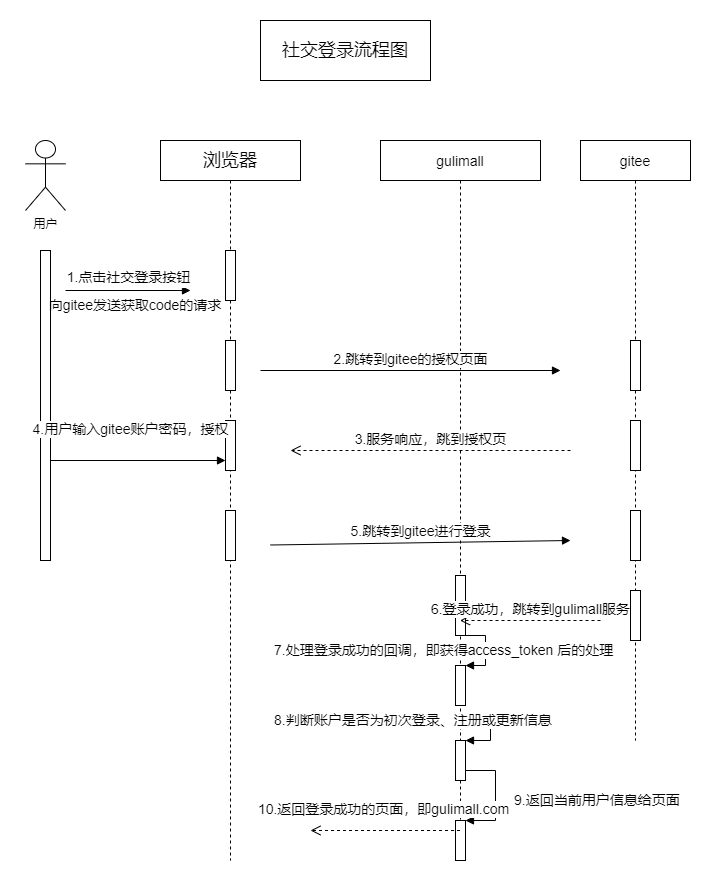 社交登录流程图
浏览器
gulimall
gitee
用户
1.点击社交登录按钮
向gitee发送获取code的请求
2.跳转到gitee的授权页面
4.用户输入gitee账户密码，授权
3.服务响应，跳到授权页
5.跳转到gitee进行登录
6.登录成功，跳转到gulimall服务
7.处理登录成功的回调，即获得access_token 后的处理
8.判断账户是否为初次登录、注册或更新信息
9.返回当前用户信息给页面
10.返回登录成功的页面，即gulimall.com